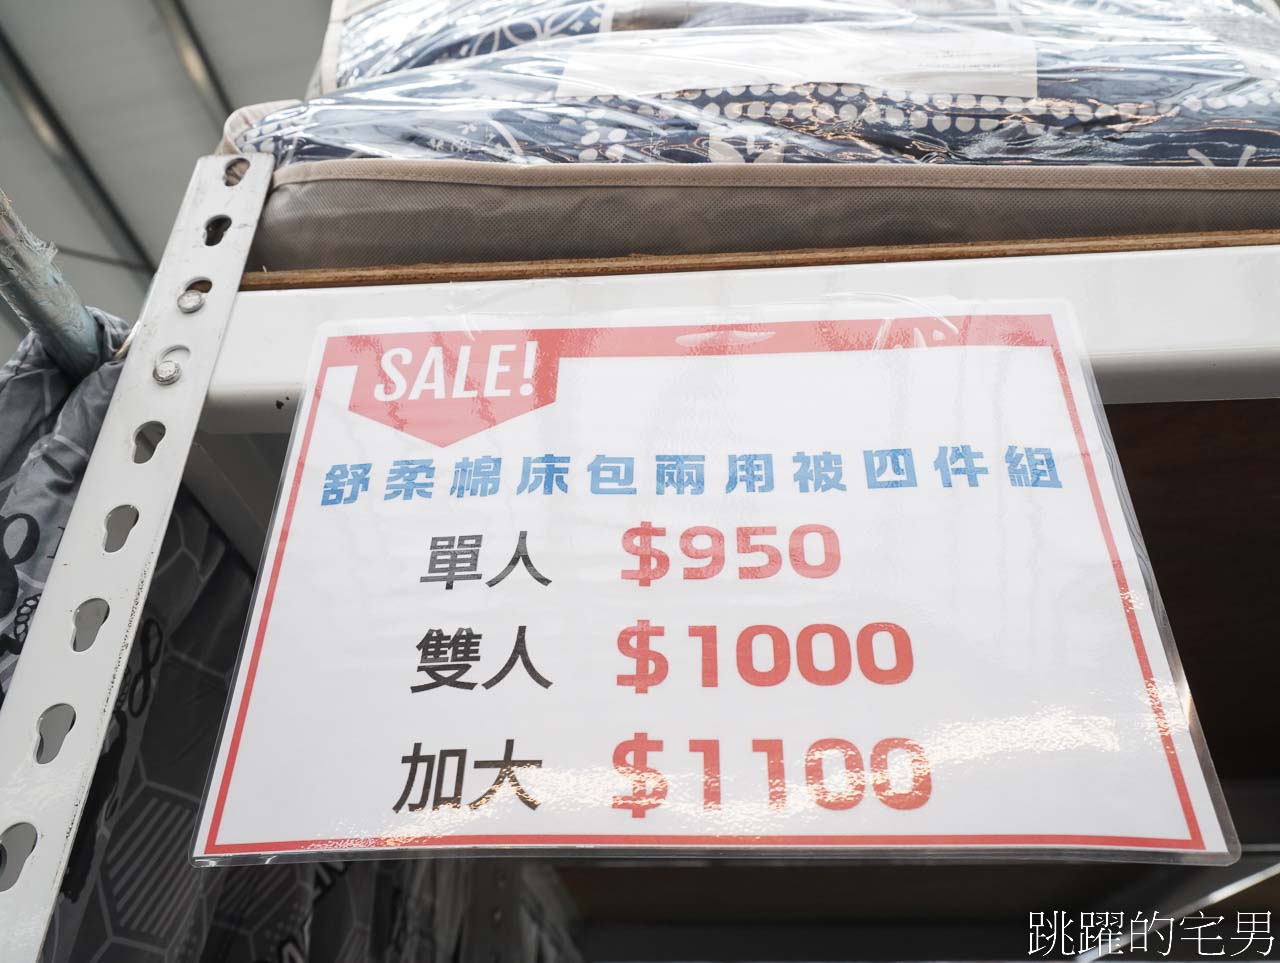 SALE!
舒柔棉床包兩用被四件組
單人 $950
雙人 $1000
加大 $1100
跳躍的宅男